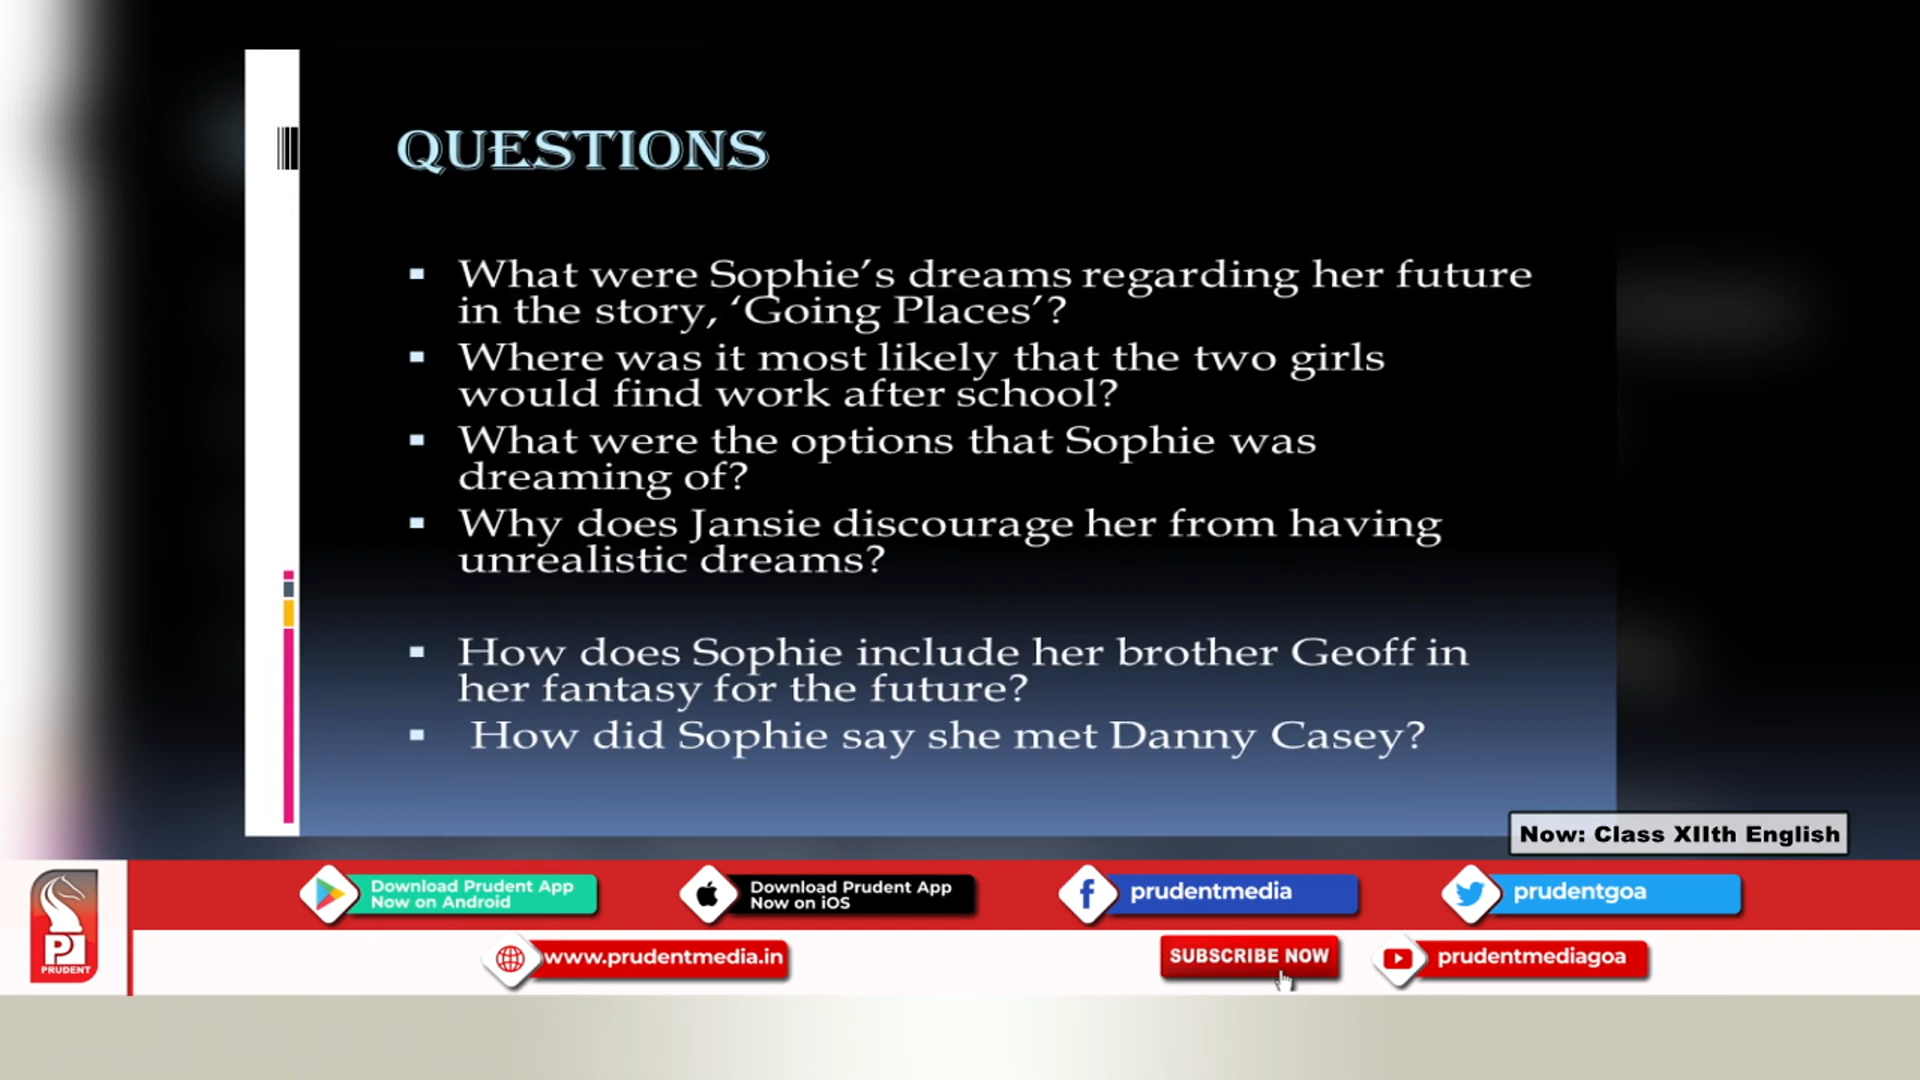 QUESTIONS
What were Sophie’s dreams regarding her future
in the story, ‘Going Places’?
Where was it most likely that the two girls
would find work after school?
What were the options that Sophie was
dreaming of?
Why does Jansie discourage her from having
unrealistic dreams?
How does Sophie include her brother Geoff in
her fantasy for the future?
How did Sophie say she met Danny Casey?
Now: Class XIIth English
Download Prudent App
Now on Android
Download Prudent App
Now on iOS
prudentmedia
prudentgoa
PRUDENT
www.prudentmedia.in
SUBSCRIBE NOW
prudentmediagoa